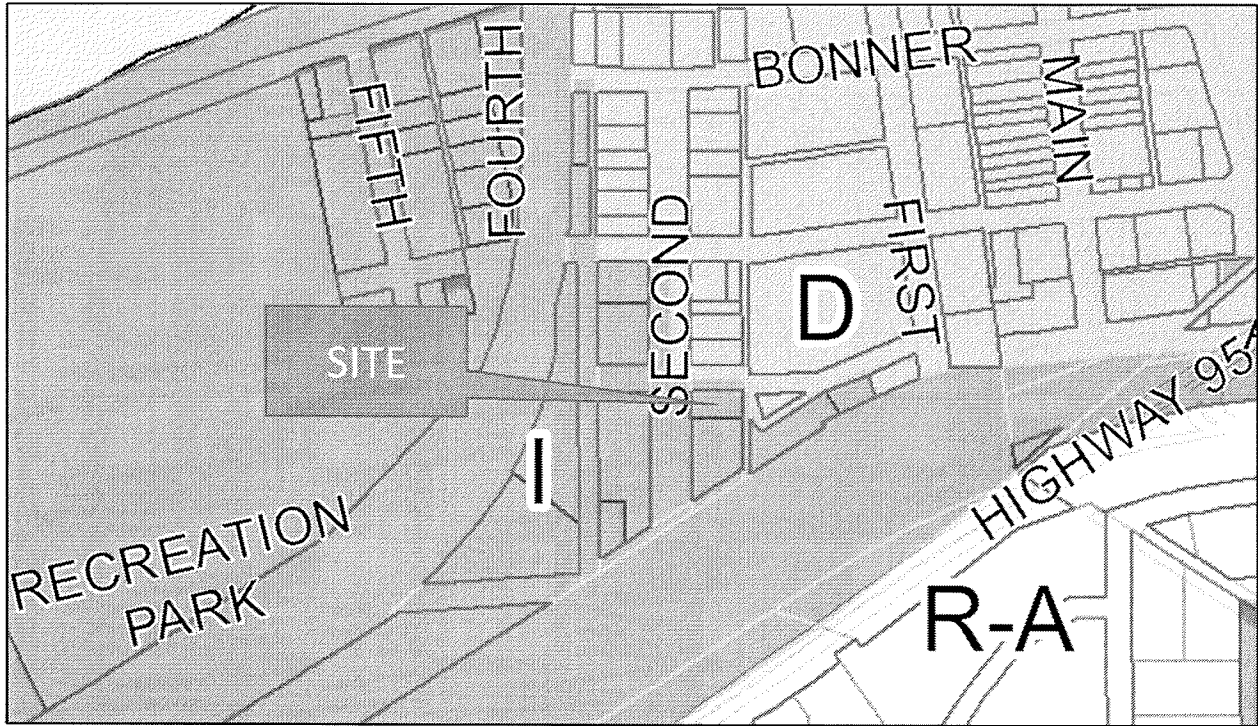 BONNER
FOURTH
MAIN
FIFTH
SECOND
FIRST
D
SITE
I
HIGHWAY 95
RECREATION
PARK
R-A